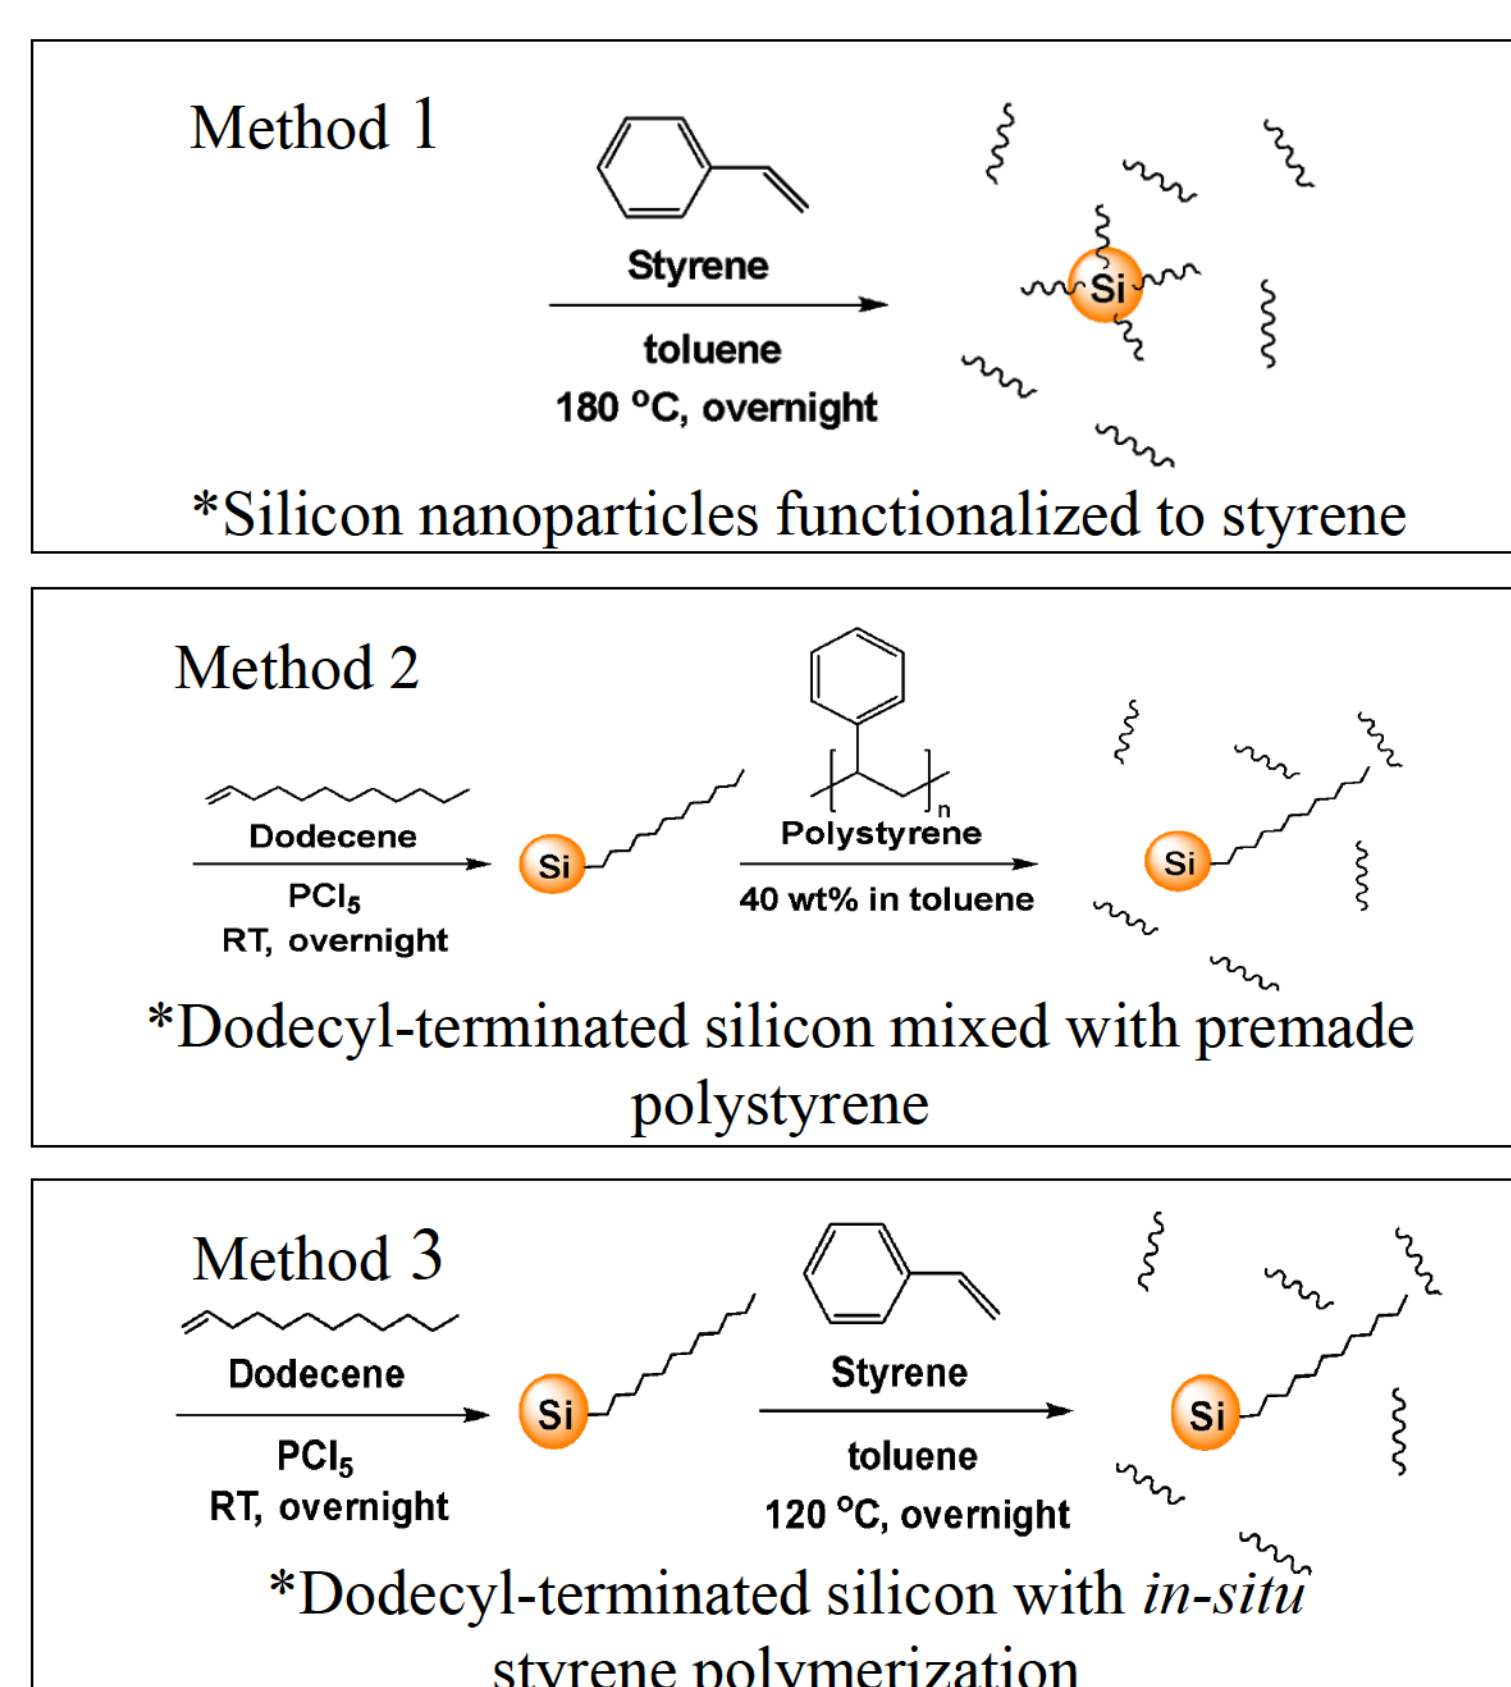 Method 1
Styrene
toluene
180 °C, overnight
Si
*Silicon nanoparticles functionalized to styrene
Method 2
Dodecene
PCl5
RT, overnight
Si
n
Polystyrene
40 wt% in toluene
Si
*Dodecyl-terminated silicon mixed with premade
polystyrene
Method 3
Dodecene
PCl5
RT, overnight
Si
Styrene
toluene
120 °C, overnight
Si
*Dodecyl-terminated silicon with in-situ
styrene polymerization